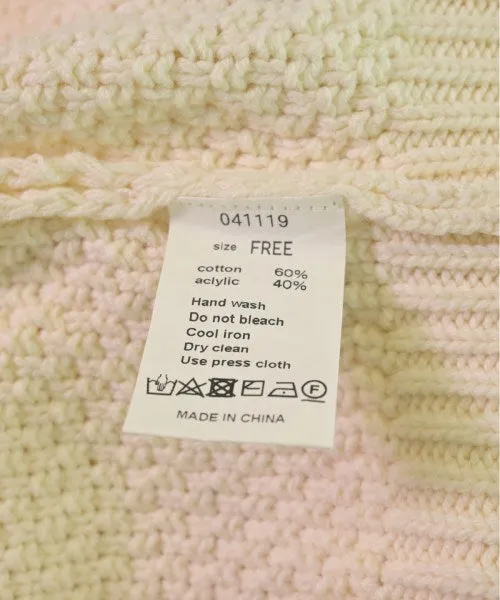 041119
size FREE
cotton 60%
aclylic 40%
Hand wash
Do not bleach
Cool iron
Dry clean
Use press cloth
F
MADE IN CHINA